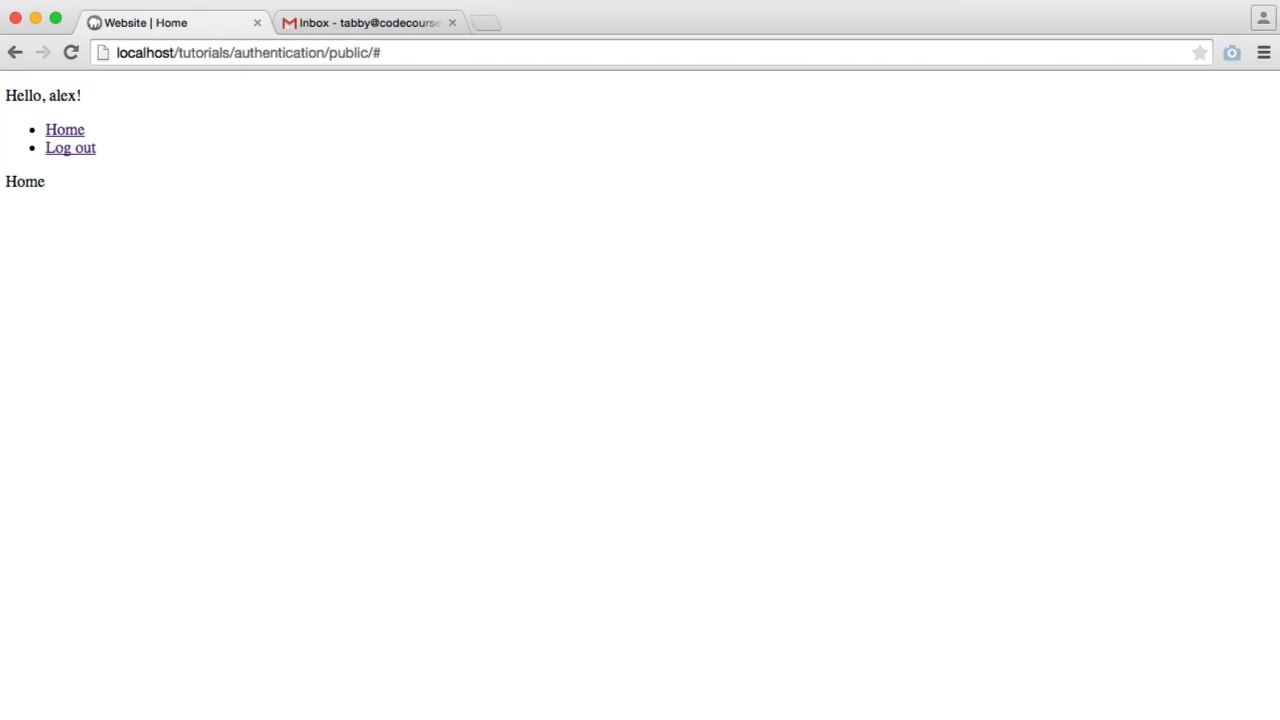 Website | Home
Inbox - tabby@codecourse
localhost/tutorials/authentication/public/#
Hello, alex!
Home
Log out
Home